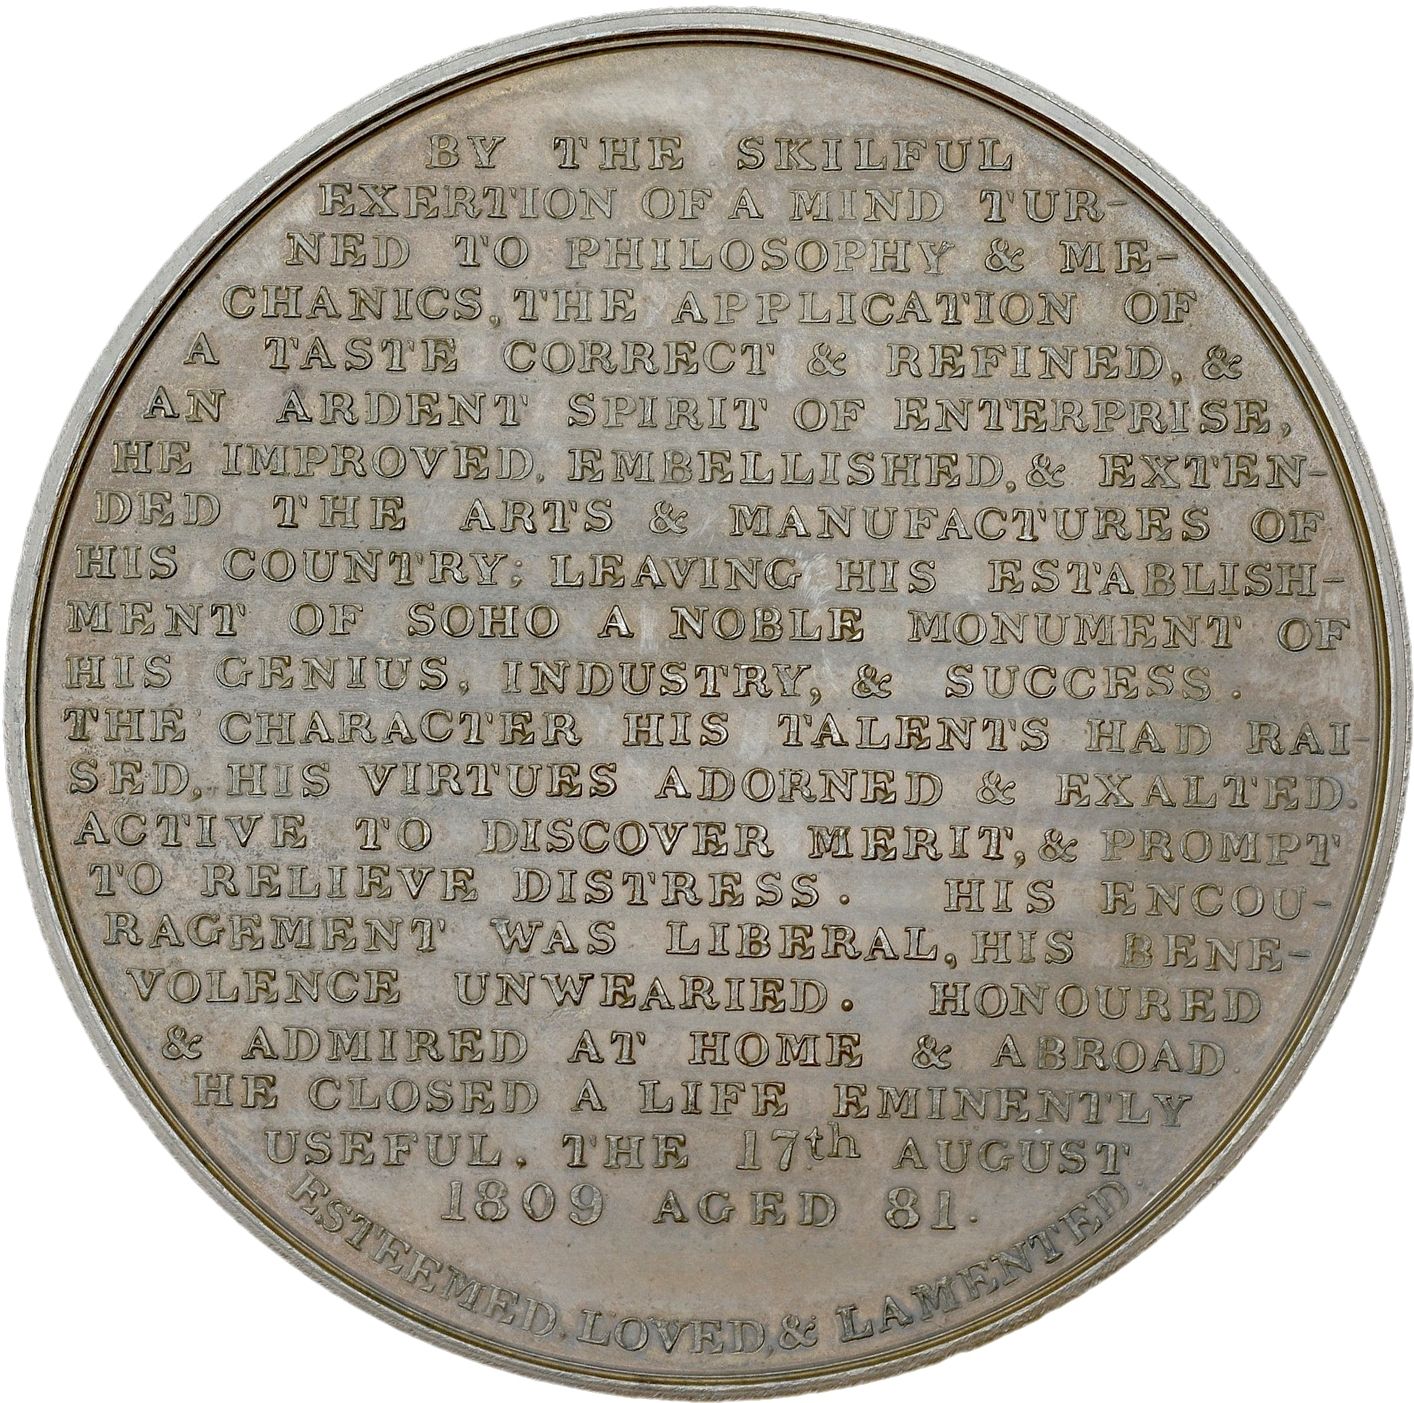 BY THE SKILFUL
EXERTION OF A MIND TUR-
NED TO PHILOSOPHY & ME-
CHANICS, THE APPLICATION OF
A TASTE CORRECT & REFINED, &
AN ARDENT SPIRIT OF ENTERPRISE,
HE IMPROVED, EMBELLISHED, & EXTEN-
DED THE ARTS & MANUFACTURES OF
HIS COUNTRY; LEAVING HIS ESTABLISH-
MENT OF SOHO A NOBLE MONUMENT OF
HIS GENIUS, INDUSTRY, & SUCCESS.
THE CHARACTER HIS TALENTS HAD RAI-
SED, HIS VIRTUES ADORNED & EXALTED.
ACTIVE TO DISCOVER MERIT, & PROMPT
TO RELIEVE DISTRESS. HIS ENCOU-
RAGEMENT WAS LIBERAL, HIS BENE-
VOLENCE UNWEARIED. HONOURED
& ADMIRED AT HOME & ABROAD
HE CLOSED A LIFE EMINENTLY
USEFUL, THE 17th AUGUST
1809 AGED 81.
ESTEEMED, LOVED, & LAMENTED.